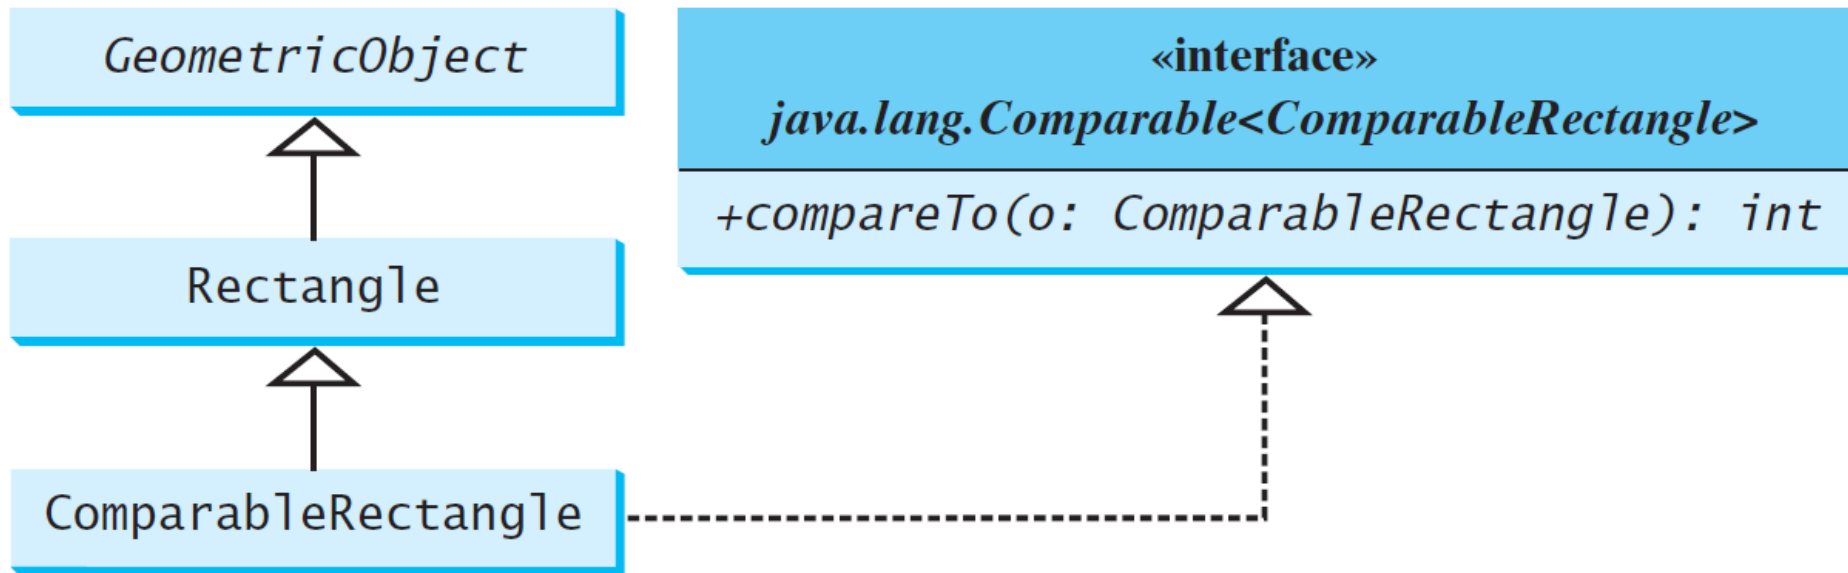 GeometricObject
Rectangle
ComparableRectangle
«interface»
java.lang.Comparable<ComparableRectangle>
+compareTo(o: ComparableRectangle): int